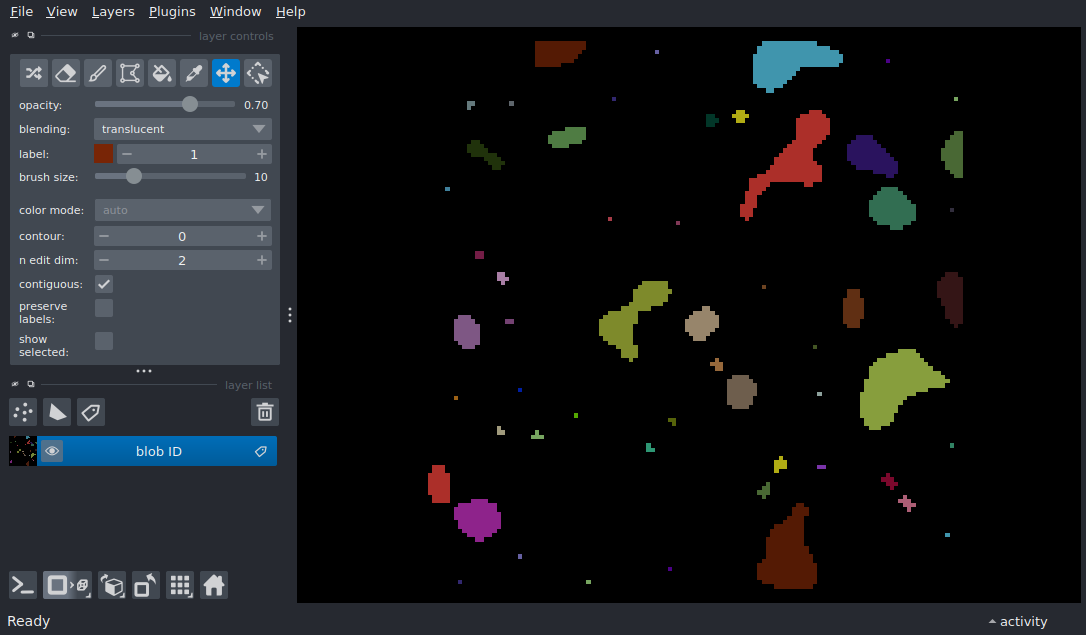 File View Layers Plugins Window Help
layer controls
opacity: 0.70
blending: translucent
label: 1
brush size: 10
color mode: auto
contour: 0
n edit dim: 2
contiguous:
preserve
labels:
show
selected:
layer list
blob ID
Ready
activity